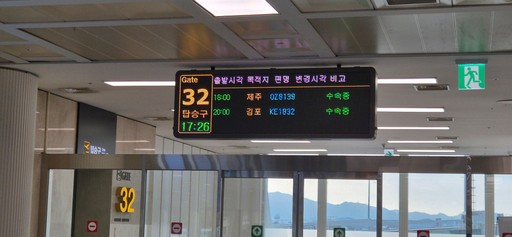 Gate
32
탑승구
17:26
출발시각 목적지 편명 변경시각 비고
18:00 제주 OZ8139 수속중
20:00 김포 KE1832 수속중
32